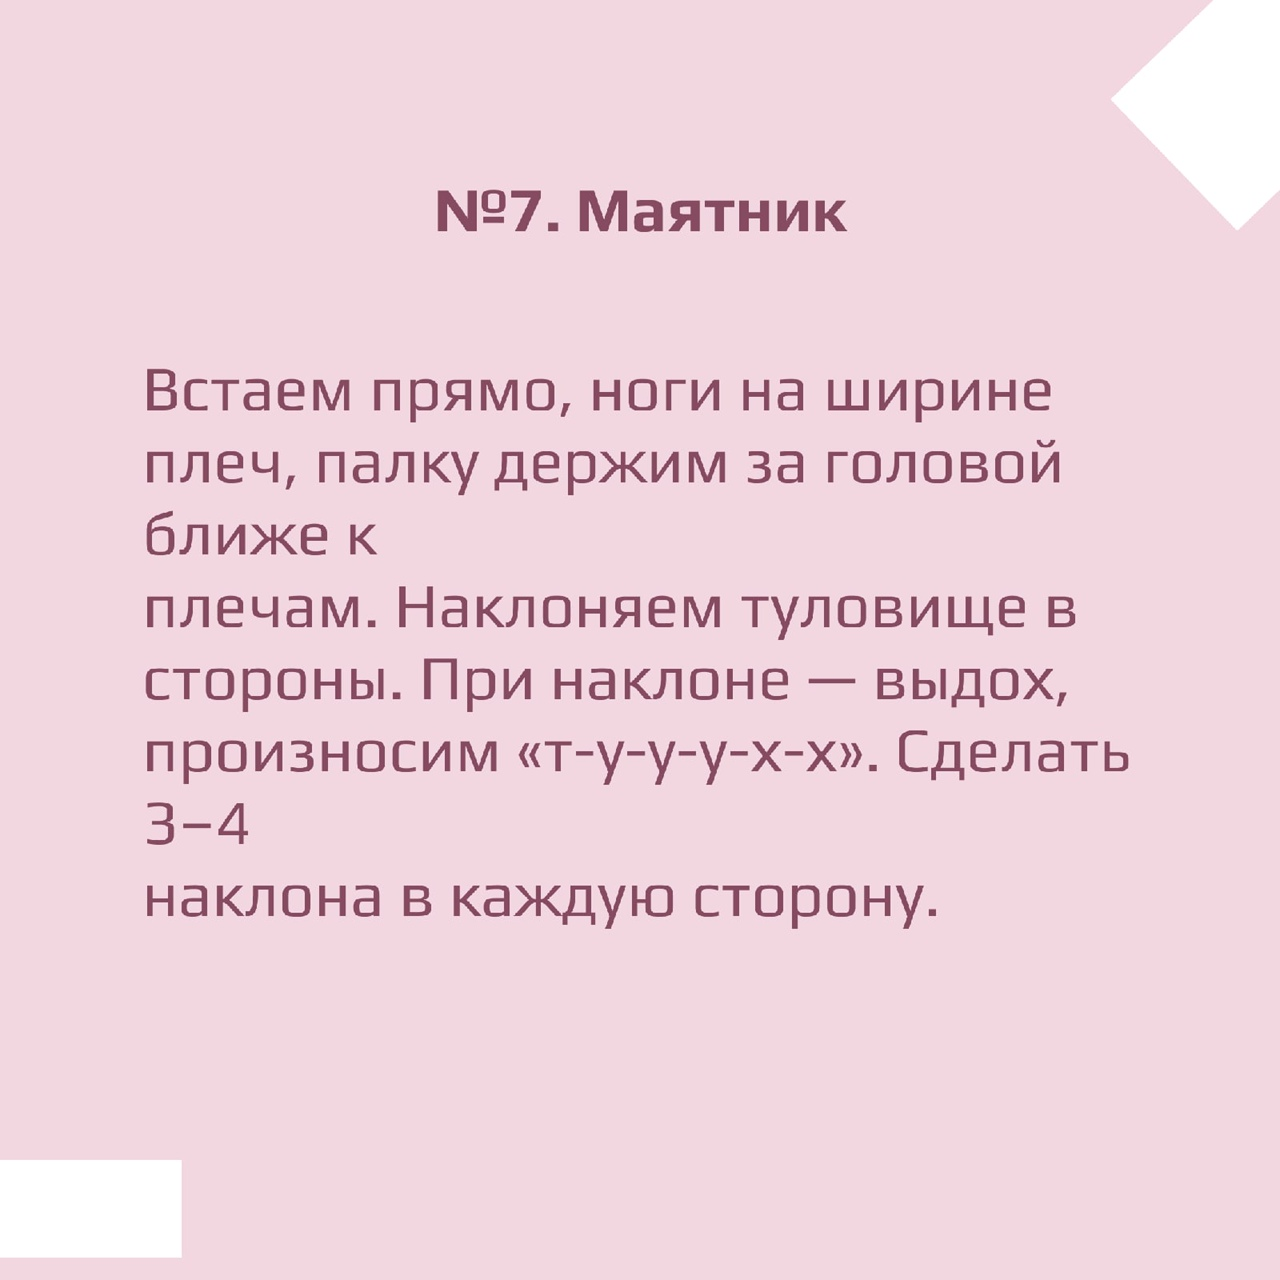 №7. Маятник
Встаем прямо, ноги на ширине
плеч, палку держим за головой
ближе к
плечам. Наклоняем туловище в
стороны. При наклоне — выдох,
произносим «т-у-у-у-х-х». Сделать
3–4
наклона в каждую сторону.